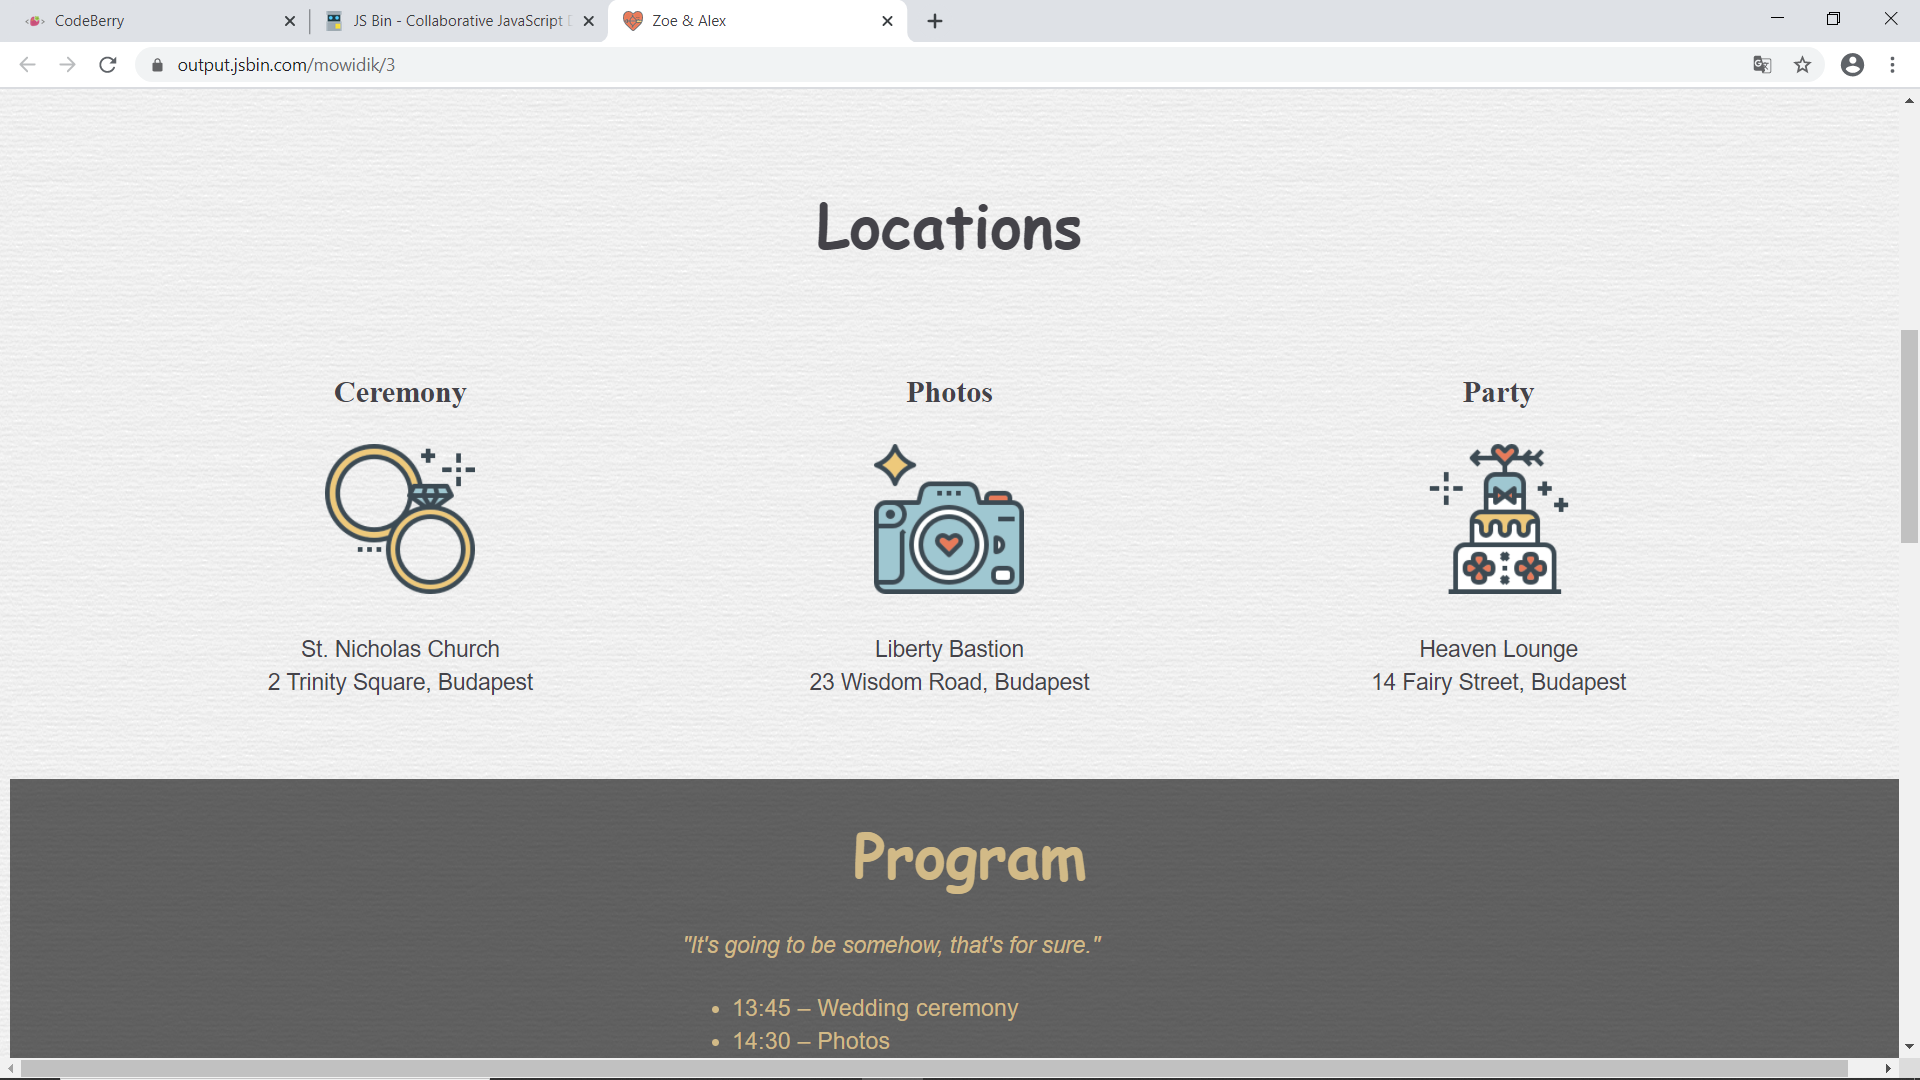 CodeBerry
JS Bin - Collaborative JavaScript
Zoe & Alex
output.jsbin.com/mowidik/3
Locations
Ceremony
Photos
Party
St. Nicholas Church
2 Trinity Square, Budapest
Liberty Bastion
23 Wisdom Road, Budapest
Heaven Lounge
14 Fairy Street, Budapest
Program
"It's going to be somehow, that's for sure."
• 13:45 – Wedding ceremony
• 14:30 – Photos